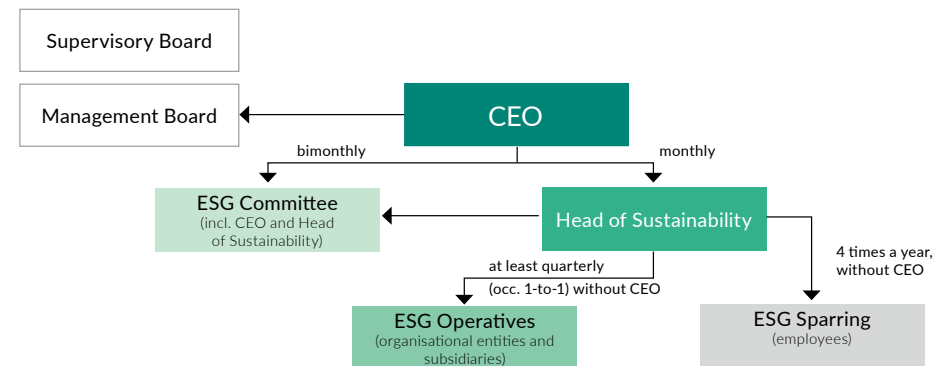 Supervisory Board
Management Board
CEO
bimonthly
monthly
ESG Committee
(incl. CEO and Head
of Sustainability)
Head of Sustainability
4 times a year,
without CEO
at least quarterly
(occ. 1-to-1) without CEO
ESG Operatives
(organisational entities and
subsidiaries)
ESG Sparring
(employees)